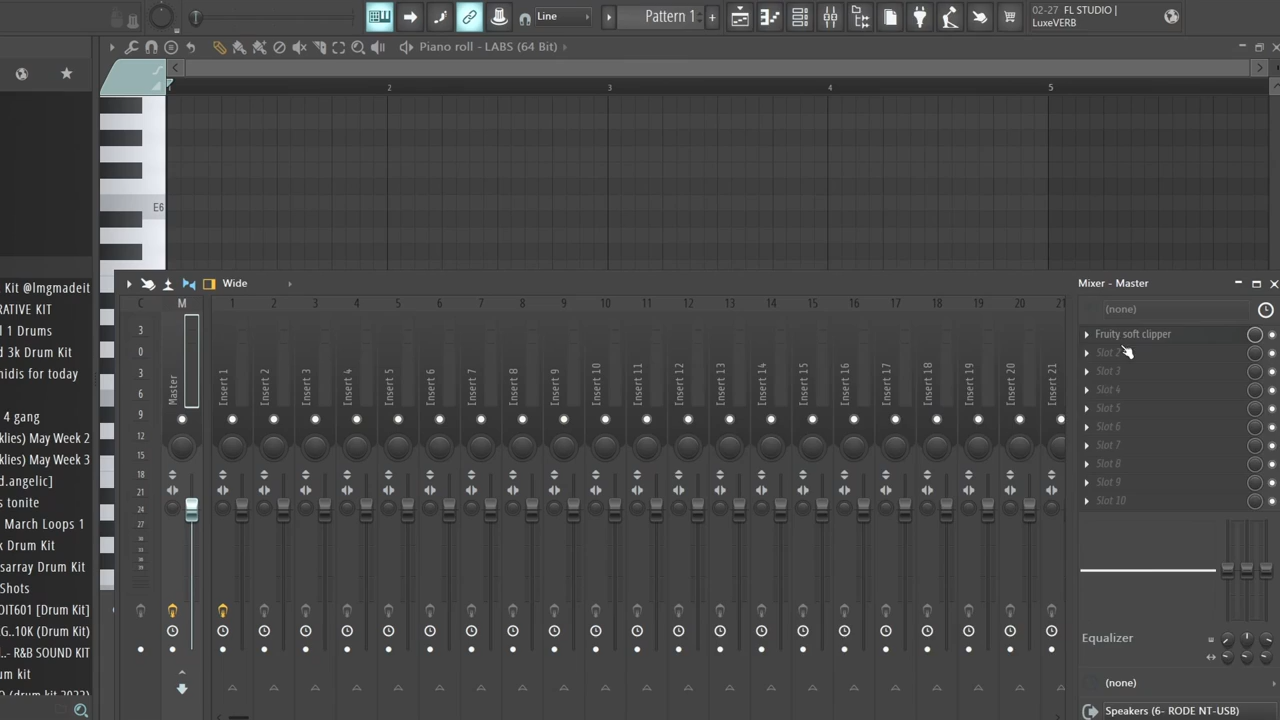 Line
Pattern 1
02-27 FL STUDIO |
LuxeVERB
Piano roll - LABS (64 Bit)
2
3
4
5
E6
Kit @lmgmadeit
RATIVE KIT
l 1 Drums
d 3k Drum Kit
nidis for today
4 gang
klies) May Week 2
klies) May Week 3
d.angelic]
s tonite
March Loops 1
k Drum Kit
asarray Drum Kit
Shots
OIT601 [Drum Kit]
G..10K (Drum Kit)
l..- R&B SOUND KIT
um kit
O (drum kit 2022)
Wide
Mixer - Master
C M 1 2 3 4 5 6 7 8 9 10 11 12 13 14 15 16 17 18 19 20 21
3
0
3
6
9
12
15
18
21
24
27
Master
Insert 1
Insert 2
Insert 3
Insert 4
Insert 5
Insert 6
Insert 7
Insert 8
Insert 9
Insert 10
Insert 11
Insert 12
Insert 13
Insert 14
Insert 15
Insert 16
Insert 17
Insert 18
Insert 19
Insert 20
Insert 21
(none)
Fruity soft clipper
Slot 2
Slot 3
Slot 4
Slot 5
Slot 6
Slot 7
Slot 8
Slot 9
Slot 10
Equalizer
(none)
Speakers (6- RODE NT-USB)